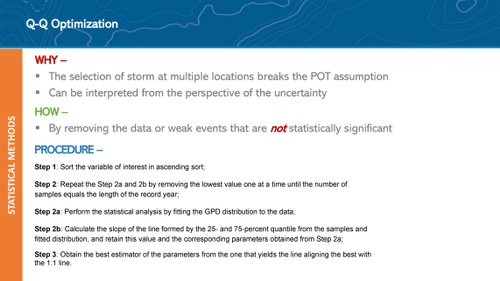 Q-Q Optimization
STATISTICAL METHODS
WHY –
▪ The selection of storm at multiple locations breaks the POT assumption
▪ Can be interpreted from the perspective of the uncertainty
HOW –
▪ By removing the data or weak events that are not statistically significant
PROCEDURE –
Step 1: Sort the variable of interest in ascending sort;
Step 2: Repeat the Step 2a and 2b by removing the lowest value one at a time until the number of
samples equals the length of the record year;
Step 2a: Perform the statistical analysis by fitting the GPD distribution to the data;
Step 2b: Calculate the slope of the line formed by the 25- and 75-percent quantile from the samples and
fitted distribution, and retain this value and the corresponding parameters obtained from Step 2a;
Step 3: Obtain the best estimator of the parameters from the one that yields the line aligning the best with
the 1:1 line.